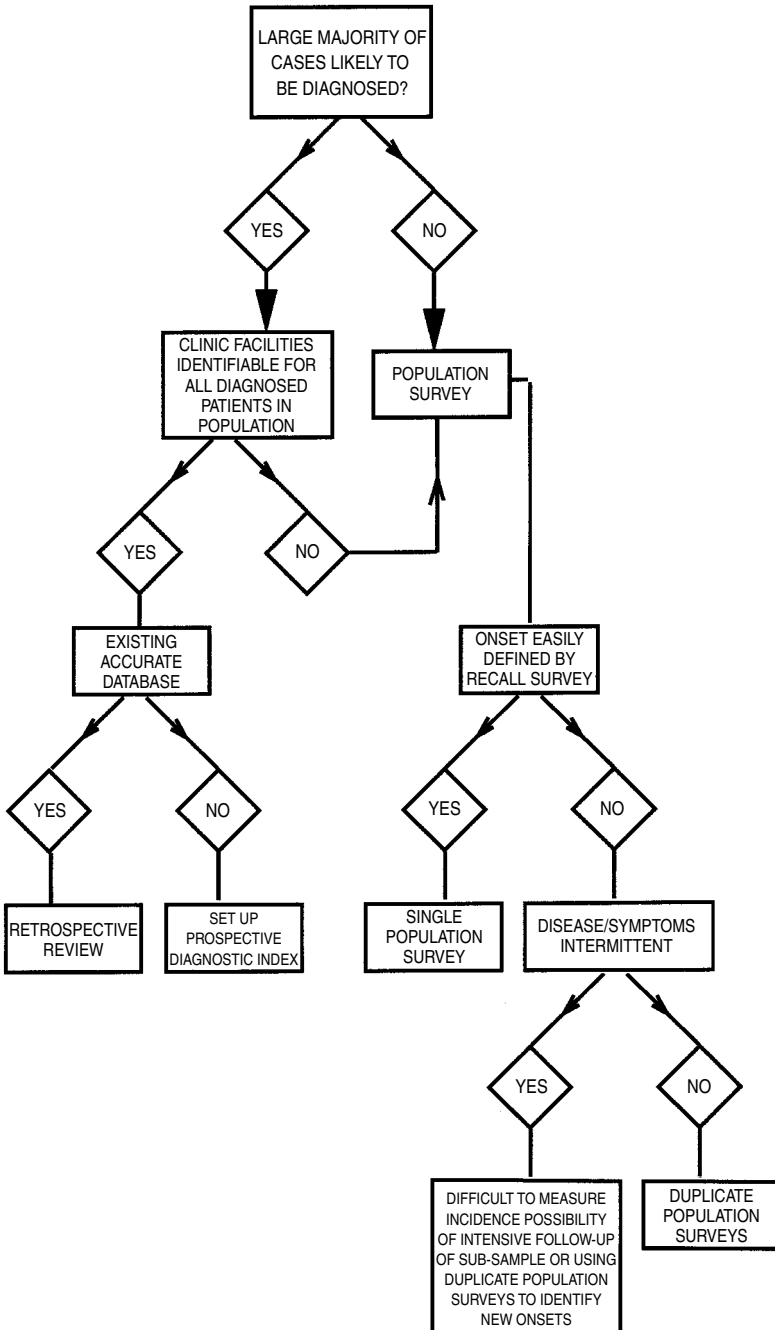 LARGE MAJORITY OF
CASES LIKELY TO
BE DIAGNOSED?
YES
NO
CLINIC FACILITIES
IDENTIFIABLE FOR
ALL DIAGNOSED
PATIENTS IN
POPULATION
POPULATION
SURVEY
YES
NO
EXISTING
ACCURATE
DATABASE
ONSET EASILY
DEFINED BY
RECALL SURVEY
YES
NO
YES
NO
RETROSPECTIVE
REVIEW
SET UP
PROSPECTIVE
DIAGNOSTIC INDEX
SINGLE
POPULATION
SURVEY
DISEASE/SYMPTOMS
INTERMITTENT
YES
NO
DIFFICULT TO MEASURE
INCIDENCE POSSIBILITY
OF INTENSIVE FOLLOW-UP
OF SUB-SAMPLE OR USING
DUPLICATE POPULATION
SURVEYS TO IDENTIFY
NEW ONSETS
DUPLICATE
POPULATION
SURVEYS